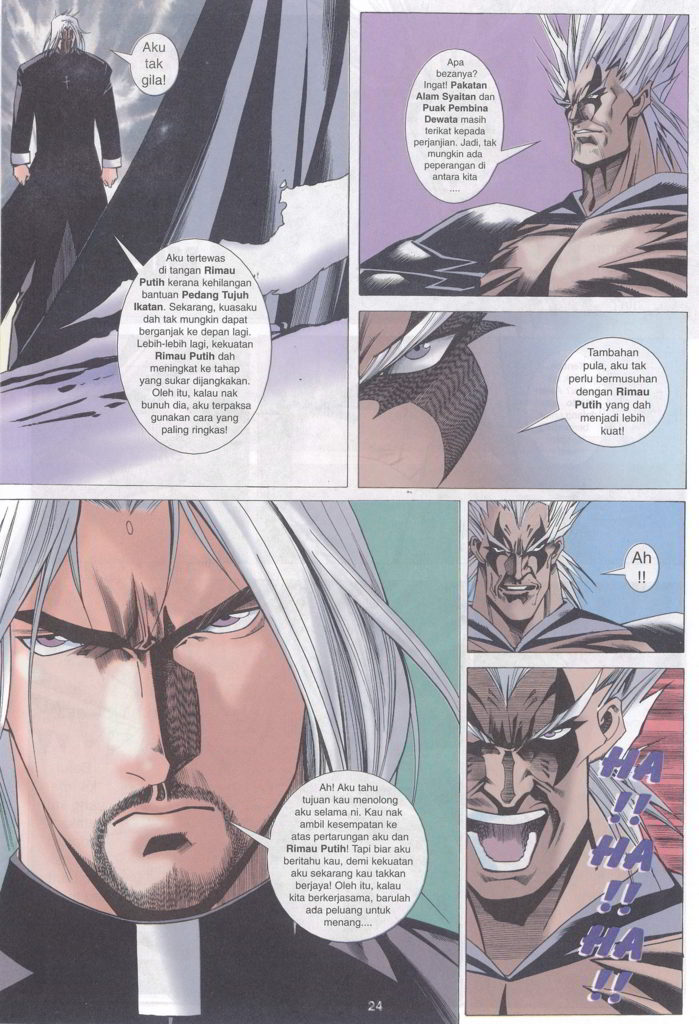 Aku
tak
gila!
Aku tertewas
di tangan Rimau
Putih kerana kehilangan
bantuan Pedang Tujuh
Ikatan. Sekarang, kuasaku
dah tak mungkin dapat
berganjak ke depan lagi.
Lebih-lebih lagi, kekuatan
Rimau Putih dah
meningkat ke tahap
yang sukar dijangkakan.
Oleh itu, kalau nak
bunuh dia, aku terpaksa
gunakan cara yang
paling ringkas!
Apa
bezanya?
Ingat! Pakatan
Alam Syaitan dan
Puak Pembina
Dewata masih
terikat kepada
perjanjian. Jadi, tak
mungkin ada
peperangan di
antara kita
....
Tambahan
pula, aku tak
perlu bermusuhan
dengan Rimau
Putih yang dah
menjadi lebih
kuat!
Ah! Aku tahu
tujuan kau menolong
aku selama ni. Kau nak
ambil kesempatan ke
atas pertarungan aku dan
Rimau Putih! Tapi biar aku
beritahu kau, demi kekuatan
aku sekarang kau takkan
berjaya! Oleh itu, kalau
kita berkerjasama, barulah
ada peluang untuk
menang....
Ah
!!
HA
!!
HA
!!
HA
!!
24